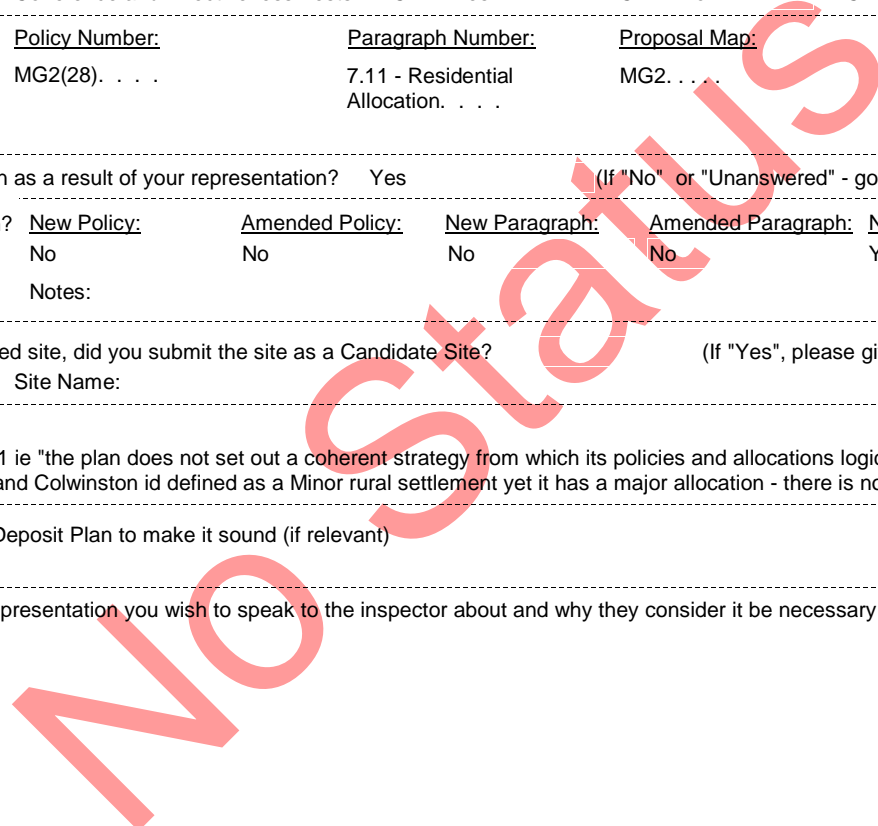 Policy Number: Paragraph Number: Proposal Map:
MG2(28). . . . 7.11 - Residential MG2. . . . .
Allocation. . . .
n as a result of your representation? Yes (If "No" or "Unanswered" - go
? New Policy: Amended Policy: New Paragraph: Amended Paragraph: N
No No No No Y
Notes:
ed site, did you submit the site as a Candidate Site? (If "Yes", please gi
Site Name:
1 ie "the plan does not set out a coherent strategy from which its policies and allocations logic
and Colwinston id defined as a Minor rural settlement yet it has a major allocation - there is no
Deposit Plan to make it sound (if relevant)
presentation you wish to speak to the inspector about and why they consider it be necessary
No Status